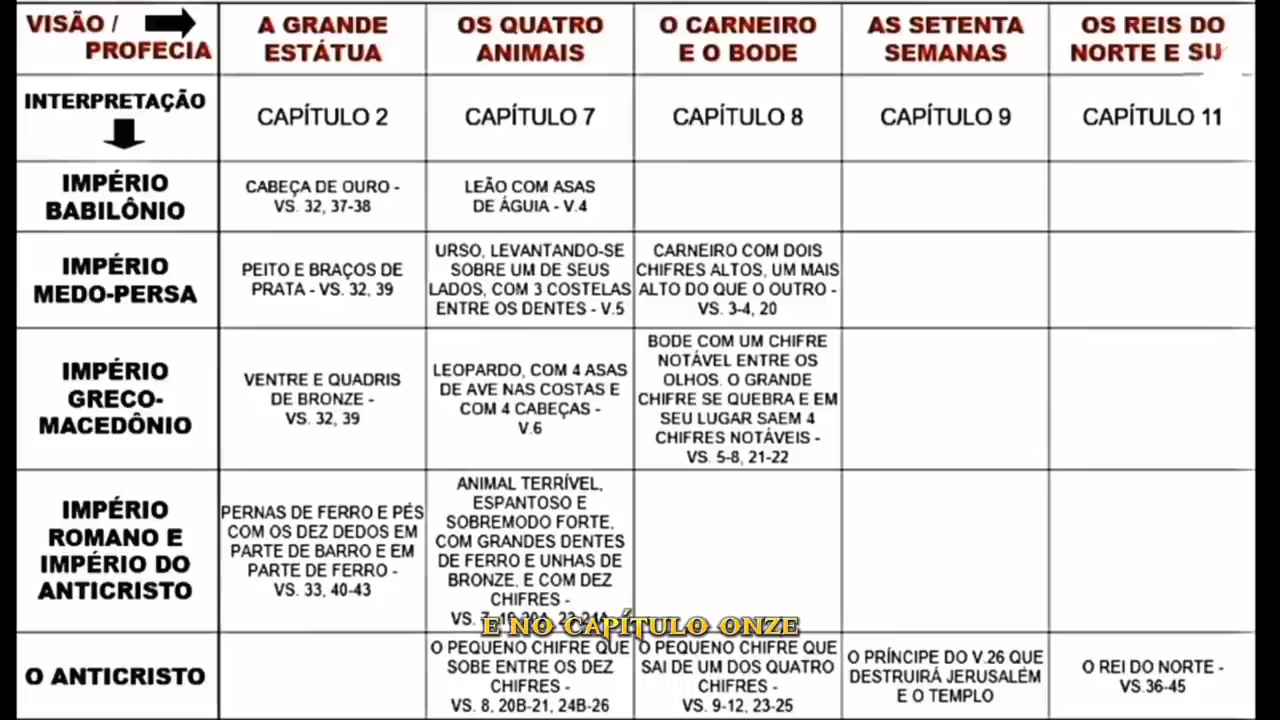 VISÃO /
PROFECIA
A GRANDE
ESTÁTUA
OS QUATRO
ANIMAIS
O CARNEIRO
E O BODE
AS SETENTA
SEMANAS
OS REIS DO
NORTE E SU
INTERPRETAÇÃO
CAPÍTULO 2
CAPÍTULO 7
CAPÍTULO 8
CAPÍTULO 9
CAPÍTULO 11
IMPÉRIO
BABILÔNIO
CABEÇA DE OURO -
VS. 32, 37-38
LEÃO COM ASAS
DE ÁGUIA - V.4
IMPÉRIO
MEDO-PERSA
PEITO E BRAÇOS DE
PRATA - VS. 32, 39
URSO, LEVANTANDO-SE
SOBRE UM DE SEUS
LADOS, COM 3 COSTELAS
ENTRE OS DENTES - V.5
CARNEIRO COM DOIS
CHIFRES ALTOS, UM MAIS
ALTO DO QUE O OUTRO -
VS. 3-4, 20
IMPÉRIO
GRECO-
MACEDÔNIO
VENTRE E QUADRIS
DE BRONZE -
VS. 32, 39
LEOPARDO, COM 4 ASAS
DE AVE NAS COSTAS E
COM 4 CABEÇAS -
V.6
BODE COM UM CHIFRE
NOTÁVEL ENTRE OS
OLHOS. O GRANDE
CHIFRE SE QUEBRA E EM
SEU LUGAR SAEM 4
CHIFRES NOTÁVEIS -
VS. 5-8, 21-22
IMPÉRIO
ROMANO E
IMPÉRIO DO
ANTICRISTO
PERNAS DE FERRO E PÉS
COM OS DEZ DEDOS EM
PARTE DE BARRO E EM
PARTE DE FERRO -
VS. 33, 40-43
ANIMAL TERRÍVEL,
ESPANTOSO E
SOBREMODO FORTE,
COM GRANDES DENTES
DE FERRO E UNHAS DE
BRONZE, E COM DEZ
CHIFRES -
VS.
E NO CAPÍTULO ONZE
O ANTICRISTO
O PEQUENO CHIFRE QUE
SOBE ENTRE OS DEZ
CHIFRES -
VS. 8, 20B-21, 24B-26
O PEQUENO CHIFRE QUE
SAI DE UM DOS QUATRO
CHIFRES -
VS. 9-12, 23-25
O PRÍNCIPE DO V.26 QUE
DESTRUIRÁ JERUSALÉM
E O TEMPLO
O REI DO NORTE -
VS.36-45